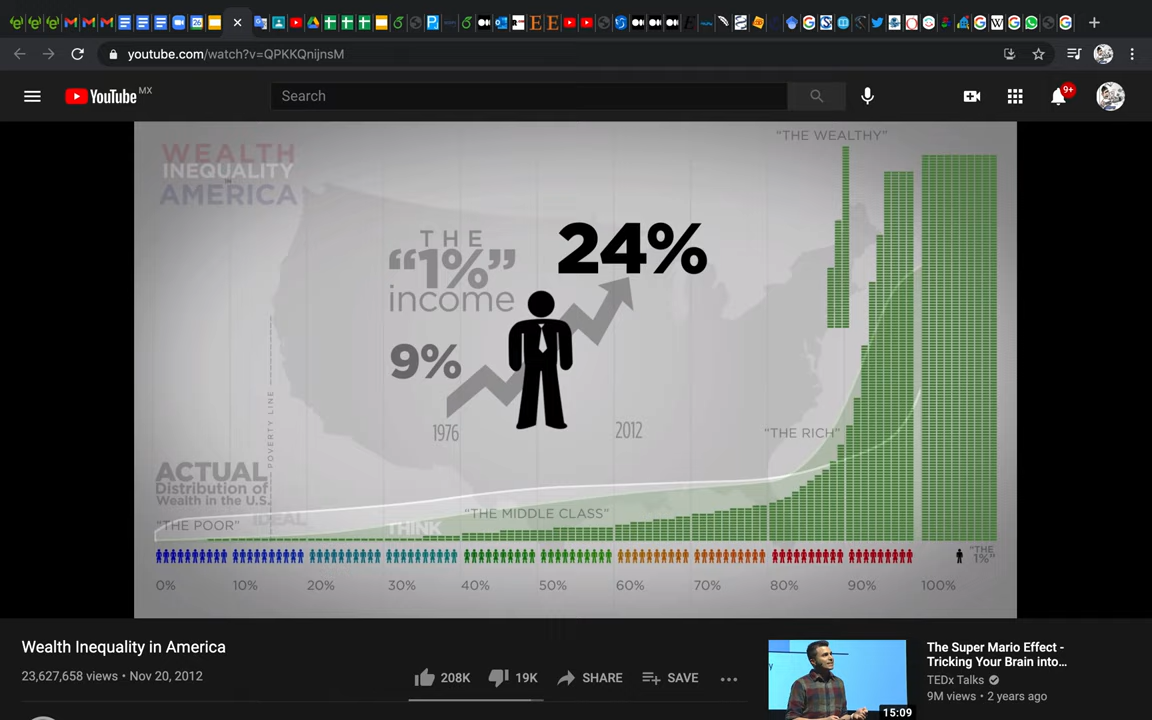 youtube.com/watch?v=QPKKQnijnsM
YouTube MX
Search
9+
WEALTH
INEQUALITY
AMERICA
"THE WEALTHY"
THE
"1%"
income
24%
9%
1976
2012
POVERTY LINE
"THE RICH"
ACTUAL
Distribution of
Wealth in the U.S.
"THE POOR"
IDEAL
THINK
"THE MIDDLE CLASS"
"THE
1%"
0% 10% 20% 30% 40% 50% 60% 70% 80% 90% 100%
Wealth Inequality in America
23,627,658 views • Nov 20, 2012
208K
19K
SHARE
SAVE
The Super Mario Effect -
Tricking Your Brain into...
TEDx Talks
9M views • 2 years ago
15:09